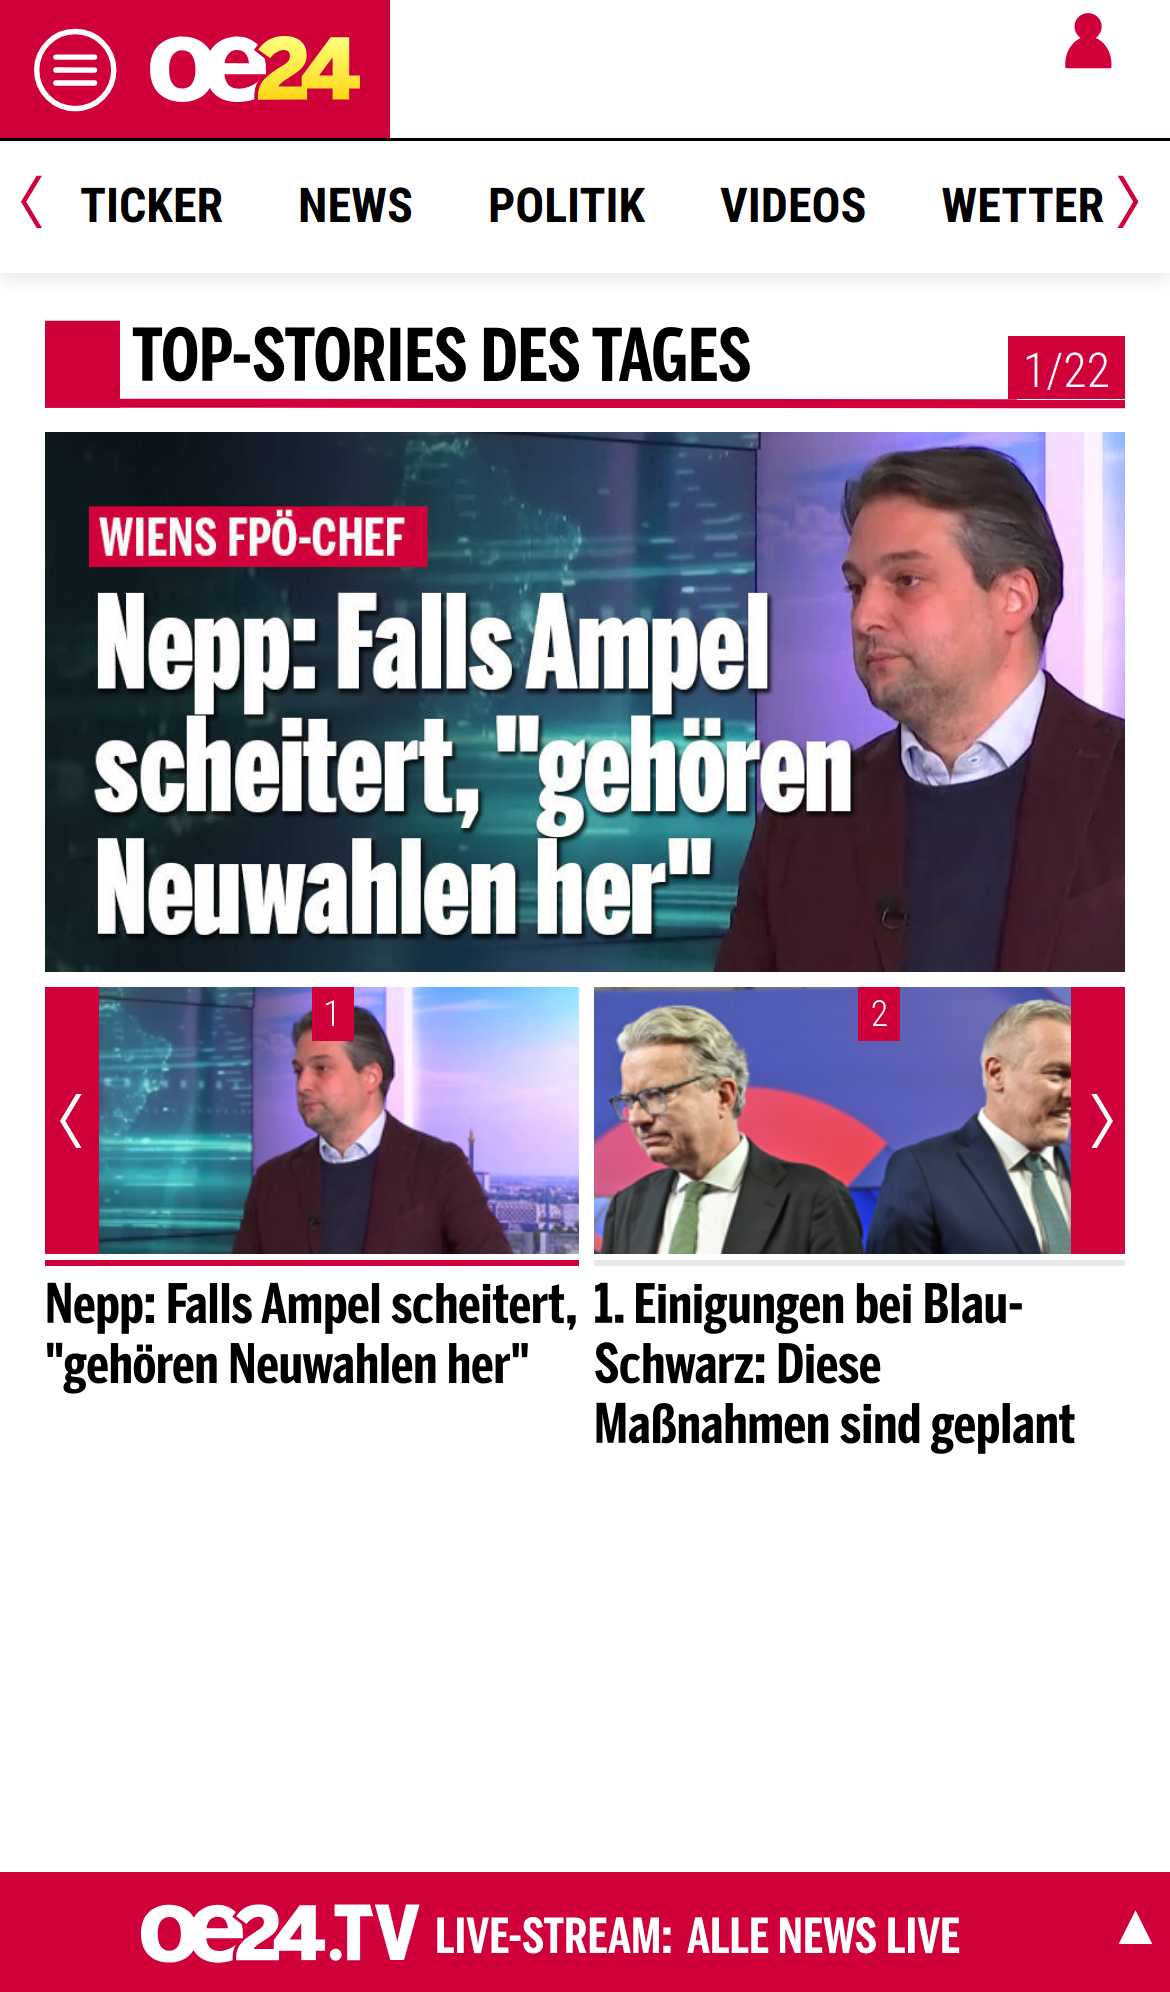 oe24
TICKER NEWS POLITIK VIDEOS WETTER
TOP-STORIES DES TAGES
1/22
WIENS FPÖ-CHEF
Nepp: Falls Ampel
scheitert, "gehören
Neuwahlen her"
1
2
Nepp: Falls Ampel scheitert,
"gehören Neuwahlen her"
1. Einigungen bei Blau-
Schwarz: Diese
Maßnahmen sind geplant
oe24.TV LIVE-STREAM: ALLE NEWS LIVE